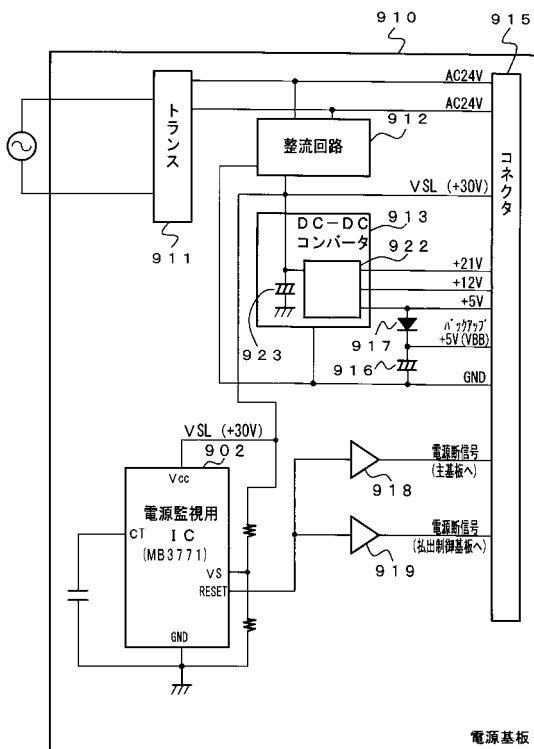 910
915
AC24V
AC24V
912
トランス
整流回路
コネクタ
VSL (+30V)
911
DC-DC
コンバータ
913
922
+21V
+12V
+5V
923
917
バックアップ
+5V(VBB)
916
GND
VSL (+30V)
902
Vcc
電源監視用
IC
(MB3771)
CT
VS
RESET
GND
918
電源断信号
(主基板へ)
919
電源断信号
(払出制御基板へ)
電源基板